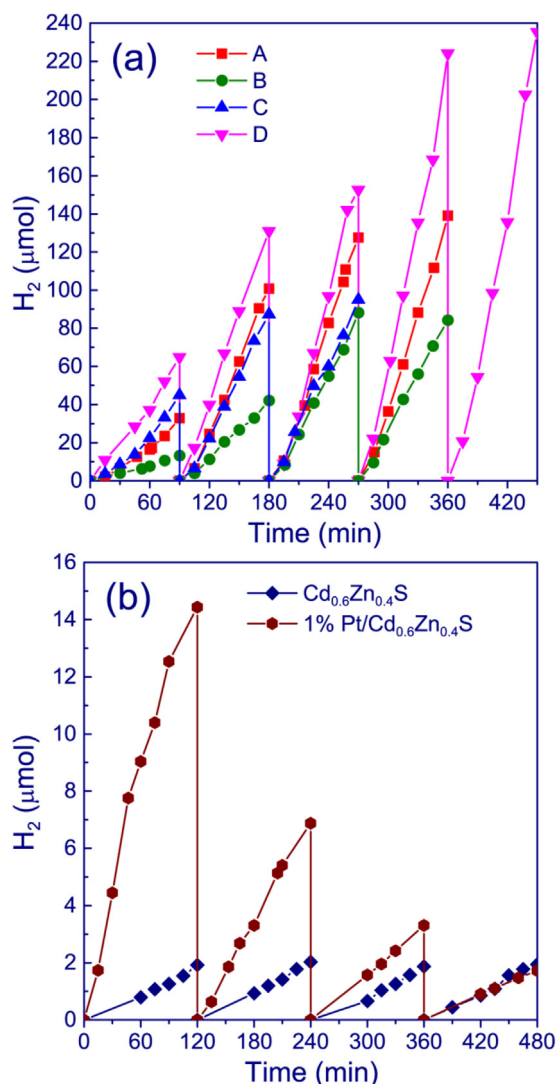 (a)
A
B
C
D
H₂ (μmol)
240
220
200
180
160
140
120
100
80
60
40
20
0
0 60 120 180 240 300 360 420
Time (min)
(b)
Cd₀.₆Zn₀.₄S
1% Pt/Cd₀.₆Zn₀.₄S
H₂ (μmol)
16
14
12
10
8
6
4
2
0
0 60 120 180 240 300 360 420 480
Time (min)